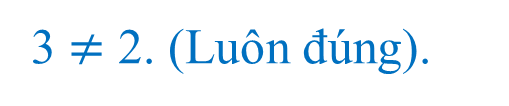 3 ≠ 2. (Luôn đúng).